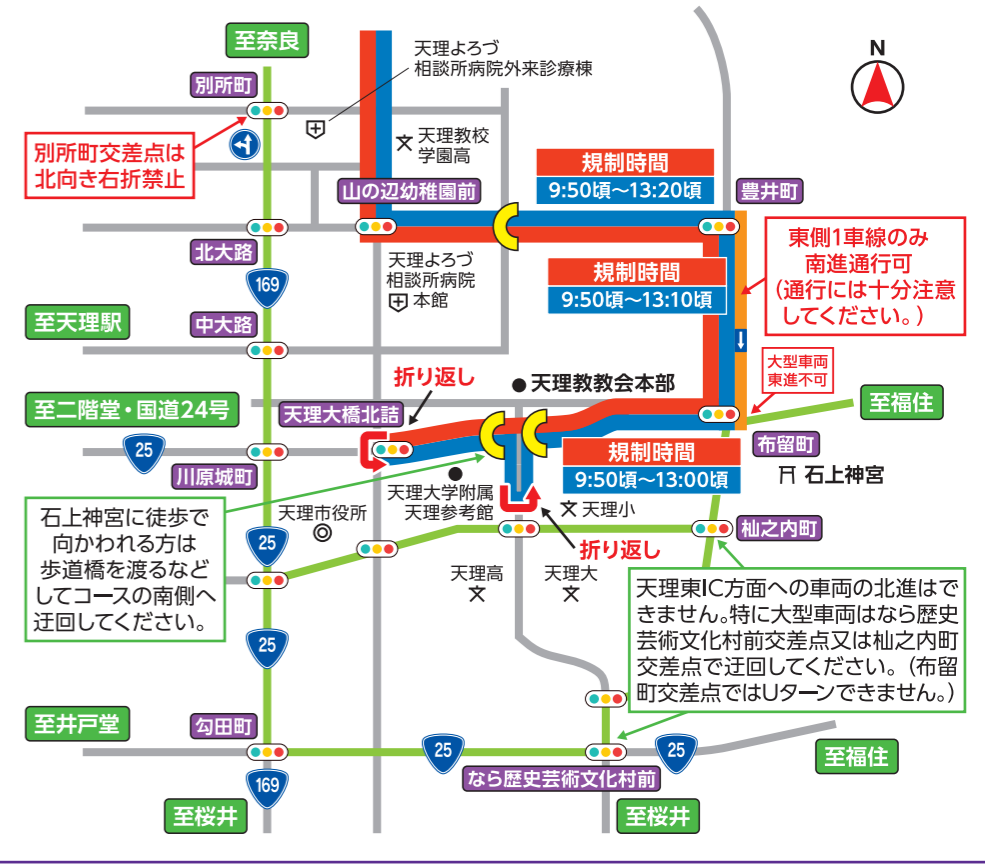 至奈良
天理よろづ
相談所病院外来診療棟
N
別所町
別所町交差点は
北向き右折禁止
文 天理教校
学園高
規制時間
9:50頃〜13:20頃
山の辺幼稚園前
豊井町
北大路
東側1車線のみ
南進通行可
(通行には十分注意
してください。)
天理よろづ
相談所病院
本館
規制時間
9:50頃〜13:10頃
169
至天理駅
中大路
大型車両
東進不可
折り返し
天理教教会本部
至二階堂・国道24号
天理大橋北詰
至福住
25
川原城町
布留町
規制時間
9:50頃〜13:00頃
石上神宮
天理大学附属
天理参考館
石上神宮に徒歩で
向かわれる方は
歩道橋を渡るなど
してコースの南側へ
迂回してください。
天理市役所
文 天理小
杣之内町
25
折り返し
天理高
文
天理大
文
天理東IC方面への車両の北進はで
きません。特に大型車両はなら歴史
芸術文化村前交差点又は杣之内町
交差点で迂回してください。(布留
町交差点ではUターンできません。)
25
至井戸堂
勾田町
25
25
至福住
なら歴史芸術文化村前
169
至桜井
至桜井